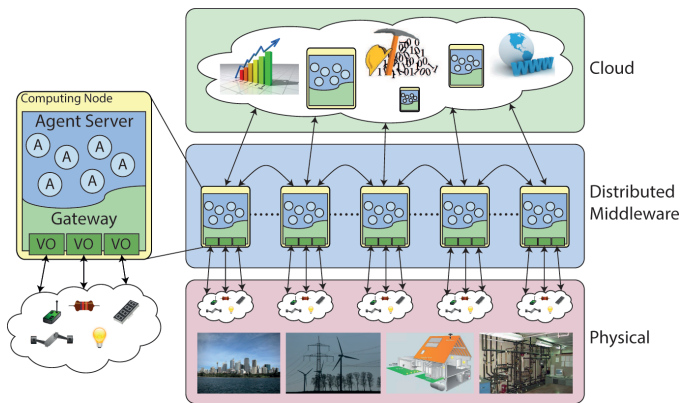 Computing Node
Agent Server
A
A
A
A
A
A
A
Gateway
VO
VO
VO
WWW
Cloud
Distributed
Middleware
Physical